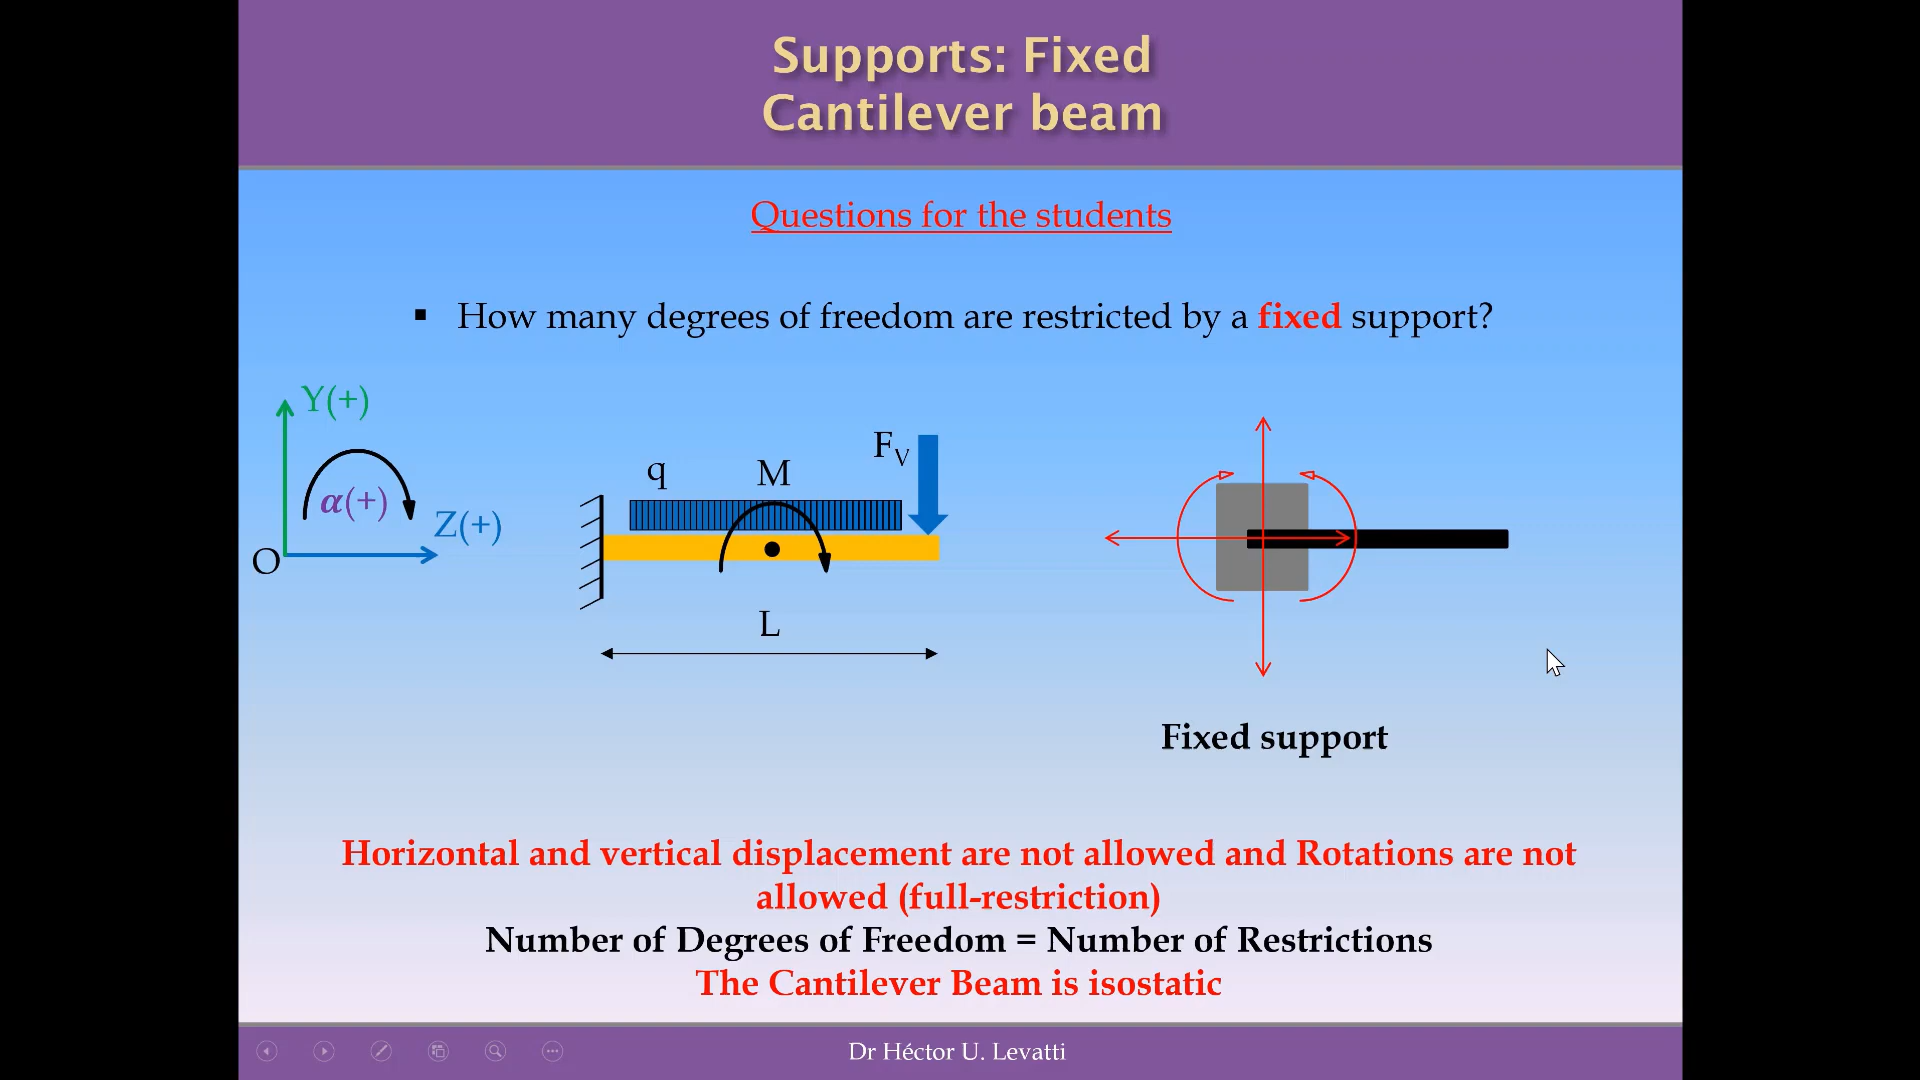 Supports: Fixed
Cantilever beam
Questions for the students
▪ How many degrees of freedom are restricted by a fixed support?
Y(+)
α(+)
Z(+)
O
q
M
F_V
L
Fixed support
Horizontal and vertical displacement are not allowed and Rotations are not
allowed (full-restriction)
Number of Degrees of Freedom = Number of Restrictions
The Cantilever Beam is isostatic
Dr Héctor U. Levatti